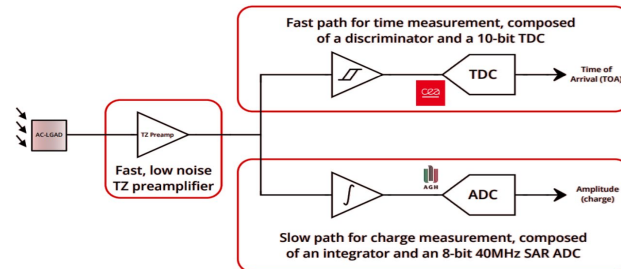 Fast path for time measurement, composed
of a discriminator and a 10-bit TDC
TDC
Time of
Arrival (TOA)
cea
AC-LGAD
TZ Preamp
Fast, low noise
TZ preamplifier
AGH
ADC
Amplitude
(charge)
∫
Slow path for charge measurement, composed
of an integrator and an 8-bit 40MHz SAR ADC